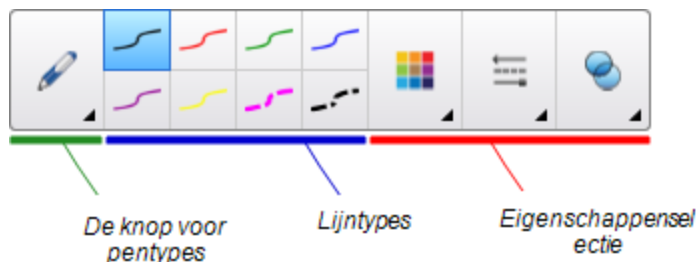 De knop voor
pentypes
Lijntypes
Eigenschappensel
ectie